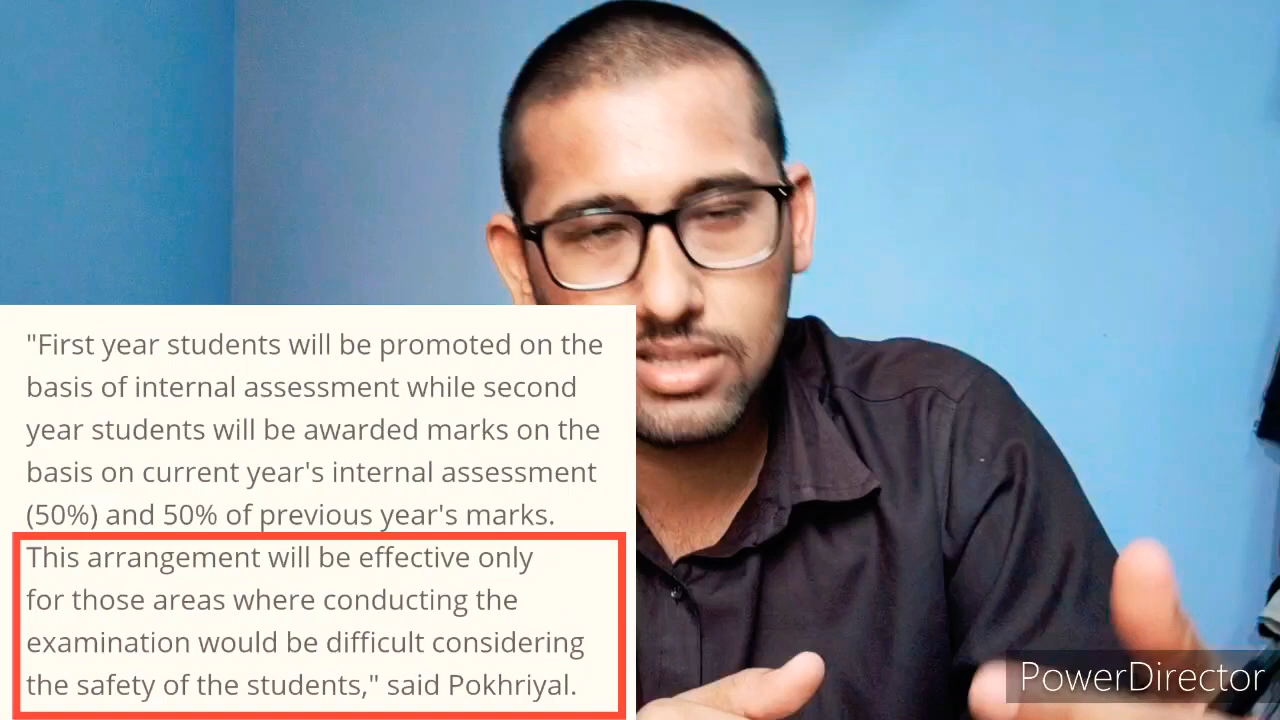 "First year students will be promoted on the
basis of internal assessment while second
year students will be awarded marks on the
basis on current year's internal assessment
(50%) and 50% of previous year's marks.
This arrangement will be effective only
for those areas where conducting the
examination would be difficult considering
the safety of the students," said Pokhriyal.
PowerDirector